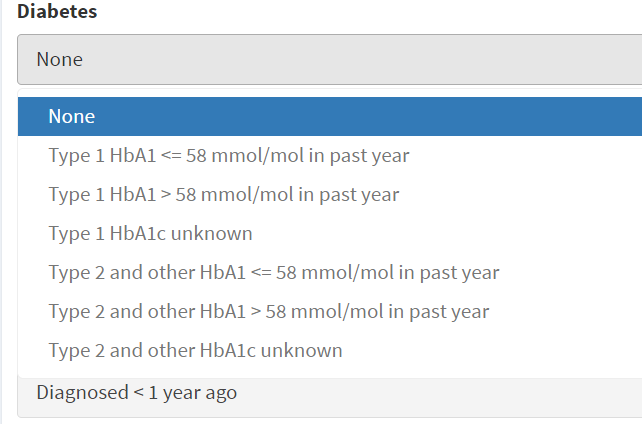 Diabetes
None
None
Type 1 HbA1 <= 58 mmol/mol in past year
Type 1 HbA1 > 58 mmol/mol in past year
Type 1 HbA1c unknown
Type 2 and other HbA1 <= 58 mmol/mol in past year
Type 2 and other HbA1 > 58 mmol/mol in past year
Type 2 and other HbA1c unknown
Diagnosed < 1 year ago